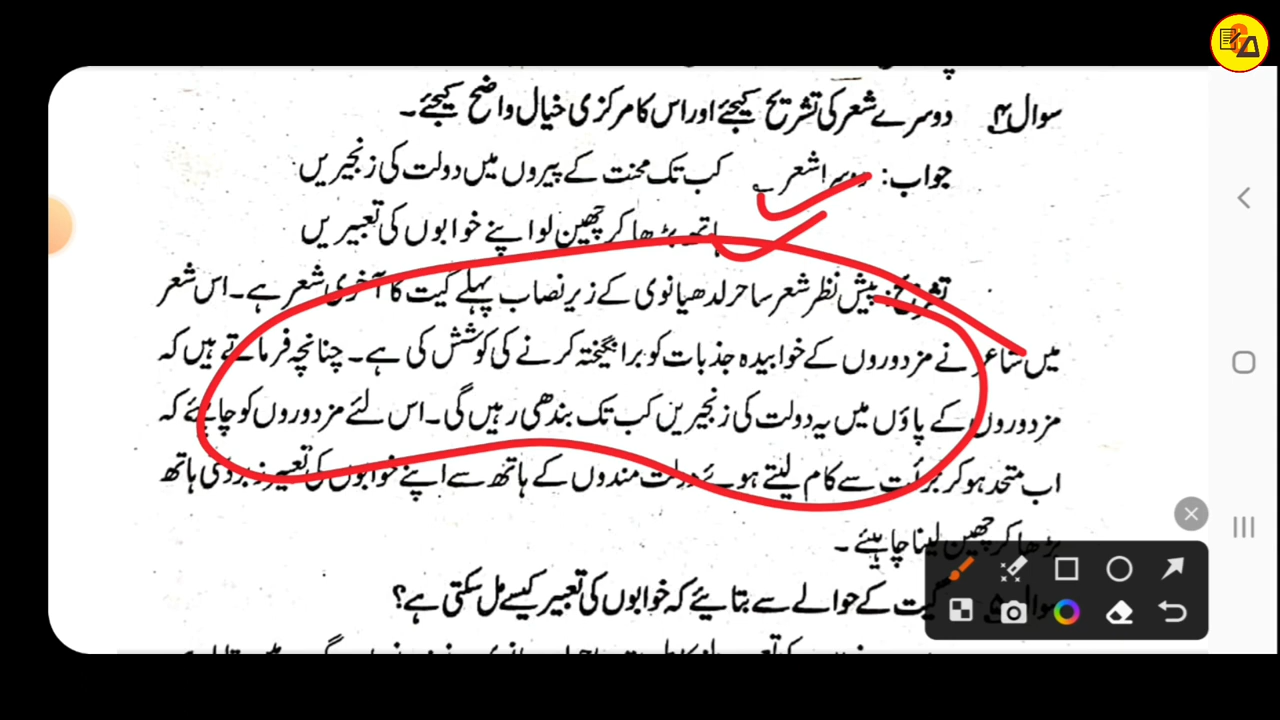 سوال ۴ دوسرے شعر کی تشریح کیجئے اور اس کا مرکزی خیال واضح کیجئے۔
جواب: دوسرا شعر ے کب تک محنت کے پیروں میں دولت کی زنجیریں
ہاتھ بڑھا کر چھین لو اپنے خوابوں کی تعبیریں
تشریح: پیش نظر شعر ساحر لدھیانوی کے زیر نصاب پہلے گیت کا آخری شعر ہے۔ اس شعر
میں شاعر نے مزدوروں کے خوابیدہ جذبات کو برانگیختہ کرنے کی کوشش کی ہے۔ چنانچہ فرماتے ہیں کہ
مزدوروں کے پاؤں میں یہ دولت کی زنجیریں کب تک بندھی رہیں گی۔ اس لئے مزدوروں کو چاہئے کہ
اب متحد ہو کر جرأت سے کام لیتے ہوئے دولت مندوں کے ہاتھ سے اپنے خوابوں کی تعبیر زبردستی ہاتھ
بڑھا کر چھین لینا چاہیئے۔
سوال ۵ گیت کے حوالے سے بتایئے کہ خوابوں کی تعبیر کیسے مل سکتی ہے؟